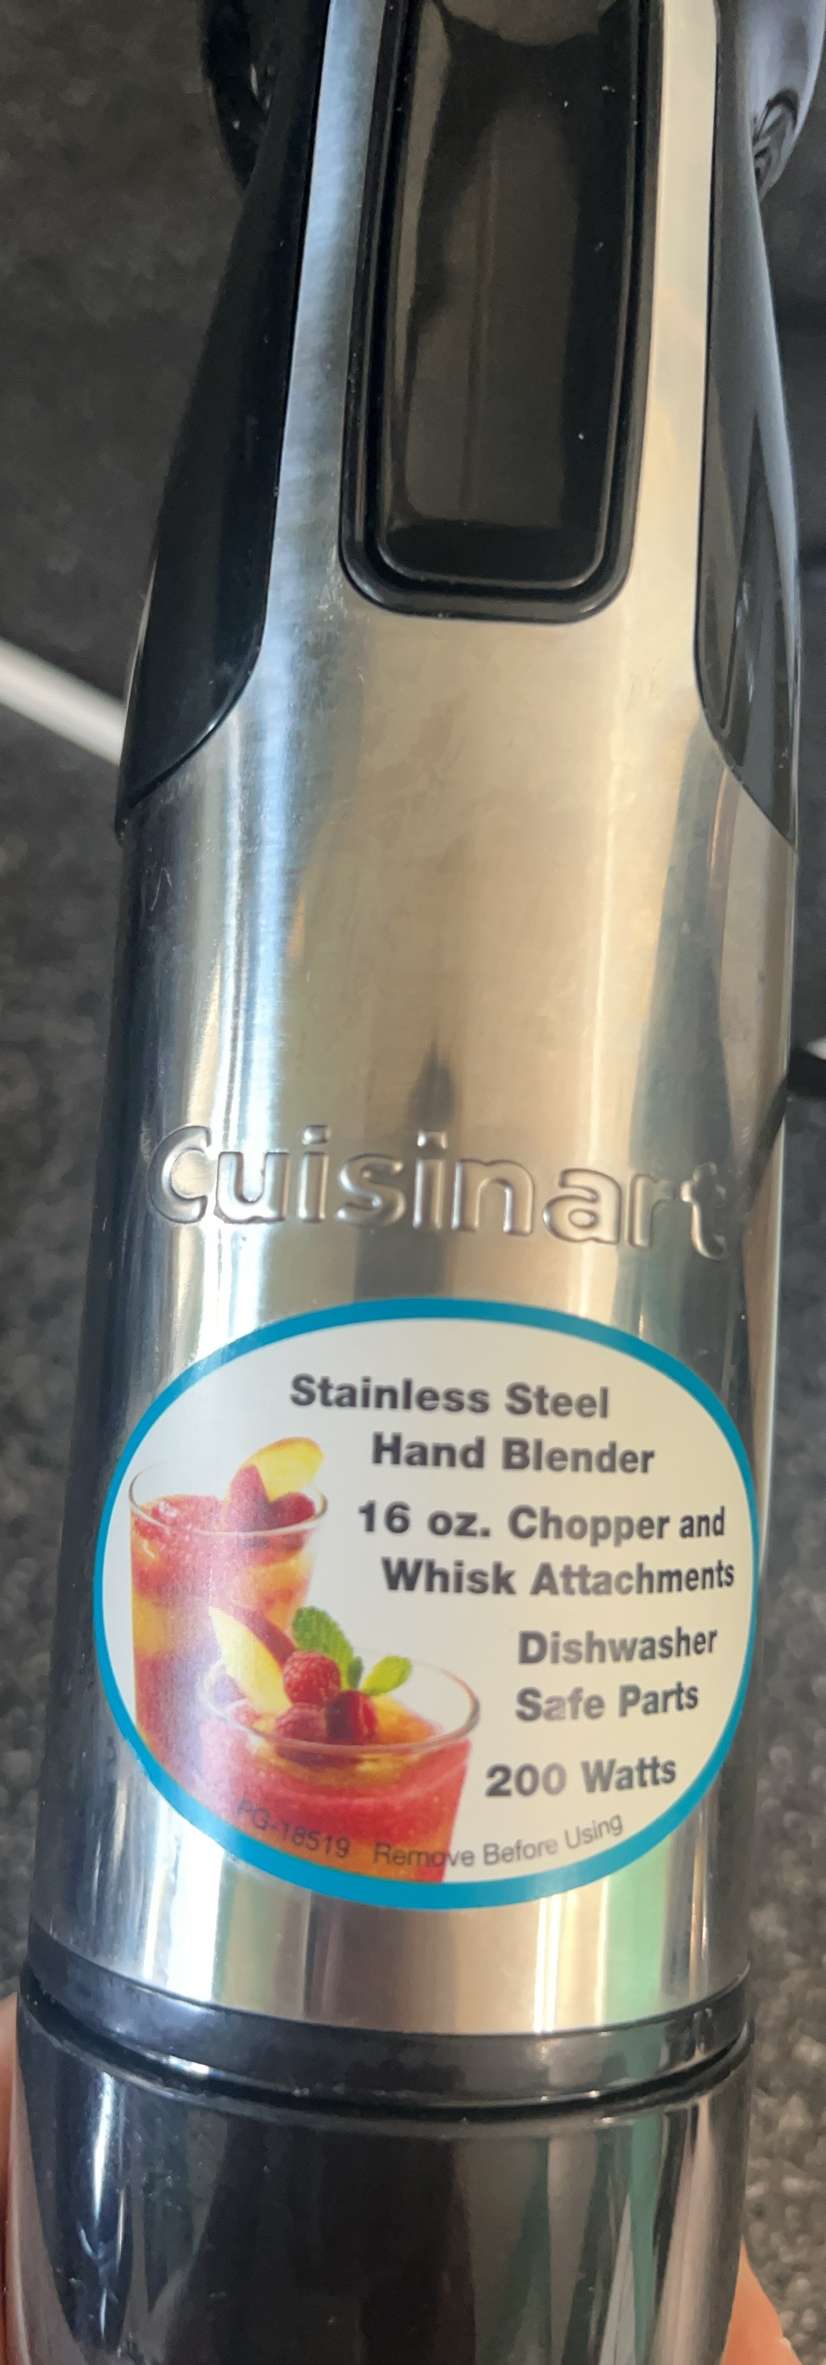 Cuisinart
Stainless Steel
Hand Blender
16 oz. Chopper and
Whisk Attachments
Dishwasher
Safe Parts
200 Watts
PG-18519 Remove Before Using